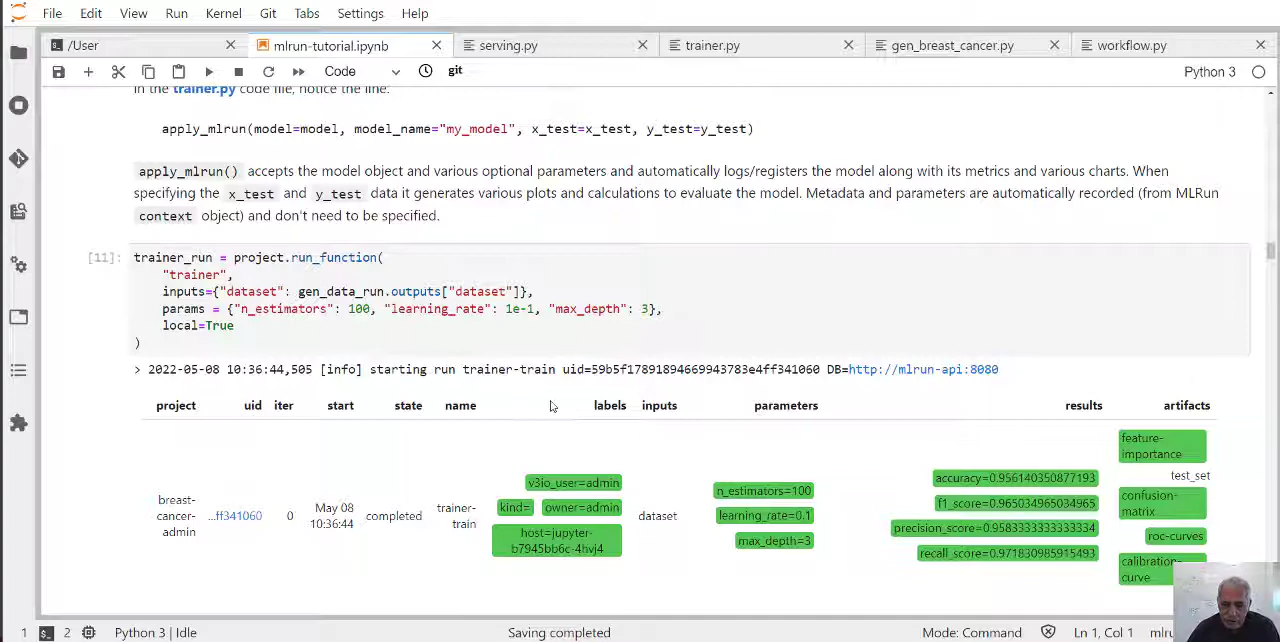 File Edit View Run Kernel Git Tabs Settings Help
/User mlrun-tutorial.ipynb serving.py trainer.py gen_breast_cancer.py workflow.py
Code git Python 3
In the trainer.py code file, notice the line:
apply_mlrun(model=model, model_name="my_model", x_test=x_test, y_test=y_test)
apply_mlrun() accepts the model object and various optional parameters and automatically logs/registers the model along with its metrics and various charts. When
specifying the x_test and y_test data it generates various plots and calculations to evaluate the model. Metadata and parameters are automatically recorded (from MLRun
context object) and don't need to be specified.
[11]: trainer_run = project.run_function(
"trainer",
inputs={"dataset": gen_data_run.outputs["dataset"]},
params = {"n_estimators": 100, "learning_rate": 1e-1, "max_depth": 3},
local=True
)
> 2022-05-08 10:36:44,505 [info] starting run trainer-train uid=59b5f17891894669943783e4ff341060 DB=http://mlrun-api:8080
project uid iter start state name labels inputs parameters results artifacts
breast-cancer-admin
...ff341060
0
May 08
10:36:44
completed
trainer-
train
v3io_user=admin
kind= owner=admin
host=jupyter-
b7945bb6c-4hvj4
dataset
n_estimators=100
learning_rate=0.1
max_depth=3
accuracy=0.956140350877193
f1_score=0.965034965034965
precision_score=0.9583333333333334
recall_score=0.971830985915493
feature-
importance
test_set
confusion-
matrix
roc-curves
calibration-
curve
1 2 Python 3 | Idle Saving completed Mode: Command Ln 1, Col 1 mlru